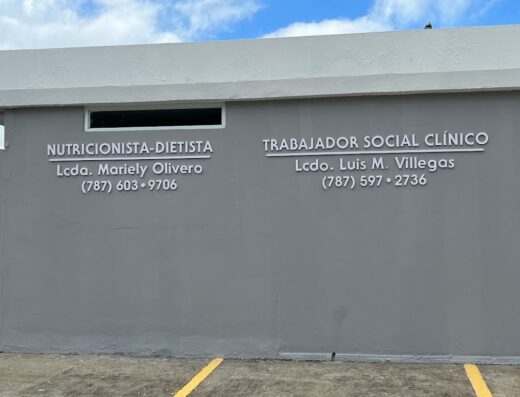 NUTRICIONISTA-DIETISTA
Lcda. Mariely Olivero
(787) 603•9706
TRABAJADOR SOCIAL CLÍNICO
Lcdo. Luis M. Villegas
(787) 597•2736